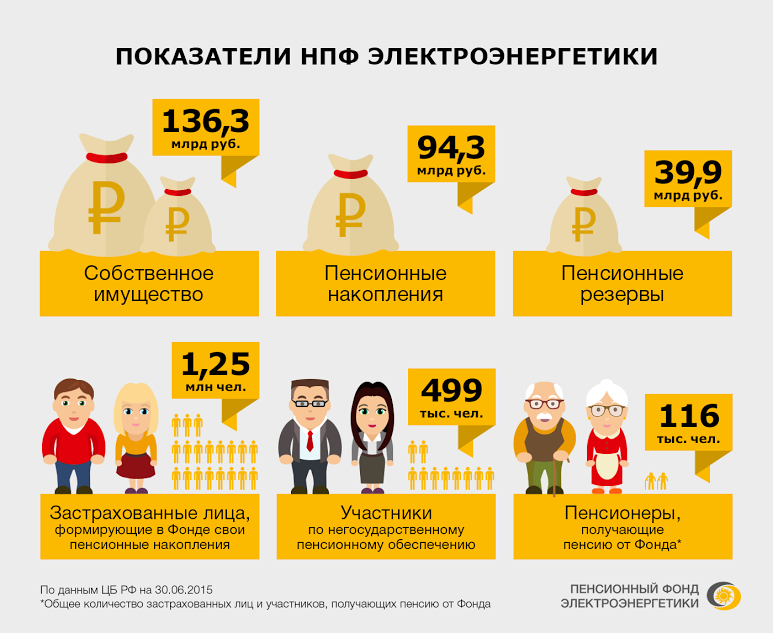 ПОКАЗАТЕЛИ НПФ ЭЛЕКТРОЭНЕРГЕТИКИ
136,3
млрд руб.
Собственное
имущество
94,3
млрд руб.
Пенсионные
накопления
39,9
млрд руб.
Пенсионные
резервы
1,25
млн чел.
Застрахованные лица,
формирующие в Фонде свои
пенсионные накопления
499
тыс. чел.
Участники
по негосударственному
пенсионному обеспечению
116
тыс. чел.
Пенсионеры,
получающие
пенсию от Фонда*
По данным ЦБ РФ на 30.06.2015
*Общее количество застрахованных лиц и участников, получающих пенсию от Фонда
ПЕНСИОННЫЙ ФОНД
ЭЛЕКТРОЭНЕРГЕТИКИ